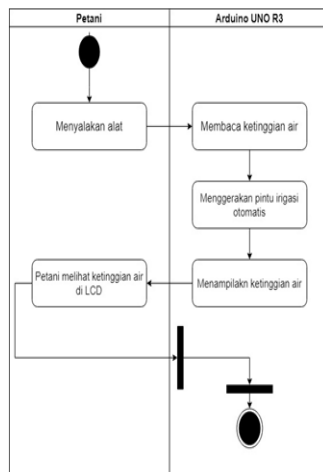 Petani
Arduino UNO R3
Menyalakan alat
Membaca ketinggian air
Menggerakan pintu irigasi
otomatis
Petani melihat ketinggian air
di LCD
Menampilakn ketinggian air